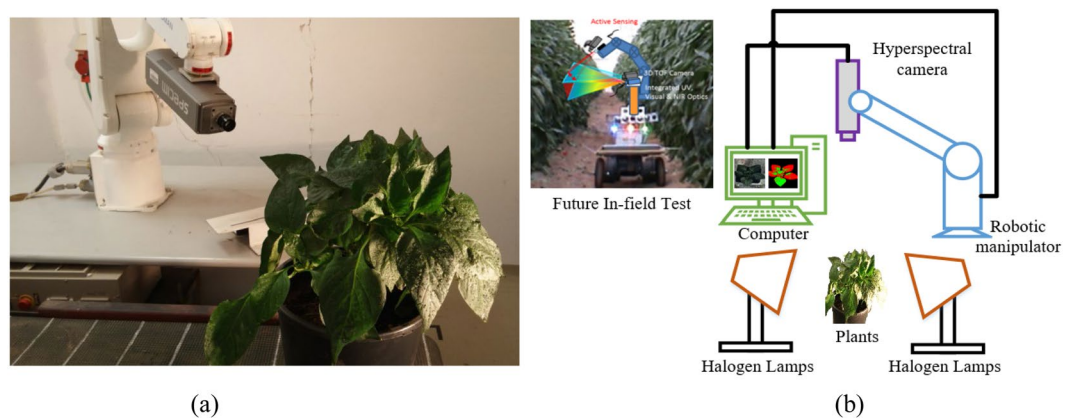 SPECIM
(a)
Active Sensing
3D TOF Camera
Integrated UV,
Visual & NIR Optics
Future In-field Test
Hyperspectral
camera
Computer
Robotic
manipulator
Halogen Lamps
Plants
Halogen Lamps
(b)